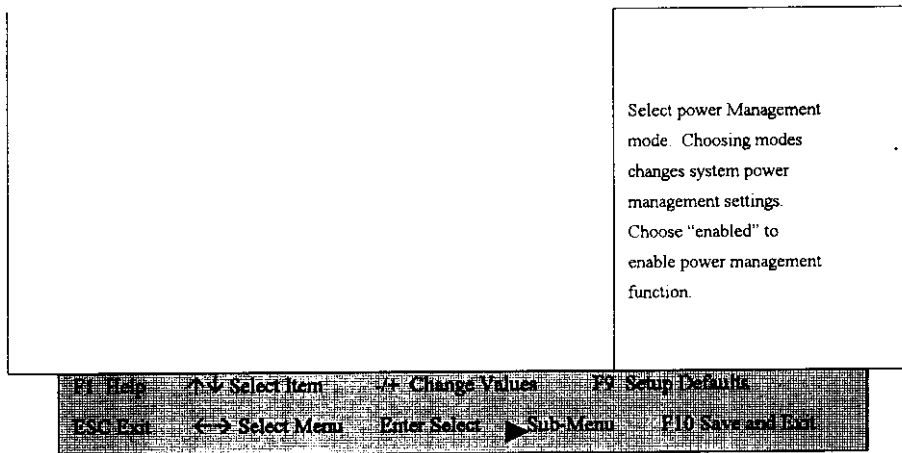 Select power Management
mode. Choosing modes
changes system power
management settings.
Choose “enabled” to
enable power management
function.
F1 Help ↑↓ Select Item -/+ Change Values F9 Setup Defaults
ESC Exit ←→ Select Menu Enter Select ▶Sub-Menu F10 Save and Exit